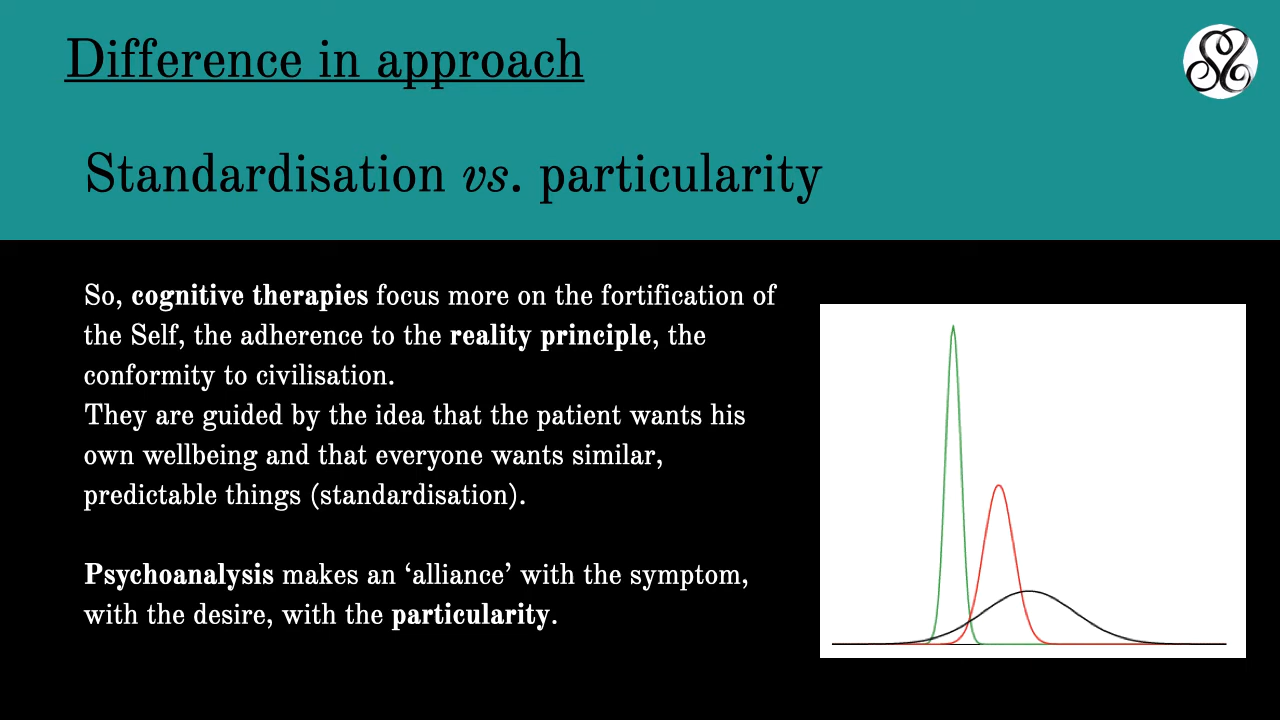 Difference in approach
Standardisation vs. particularity
So, cognitive therapies focus more on the fortification of
the Self, the adherence to the reality principle, the
conformity to civilisation.
They are guided by the idea that the patient wants his
own wellbeing and that everyone wants similar,
predictable things (standardisation).
Psychoanalysis makes an ‘alliance’ with the symptom,
with the desire, with the particularity.